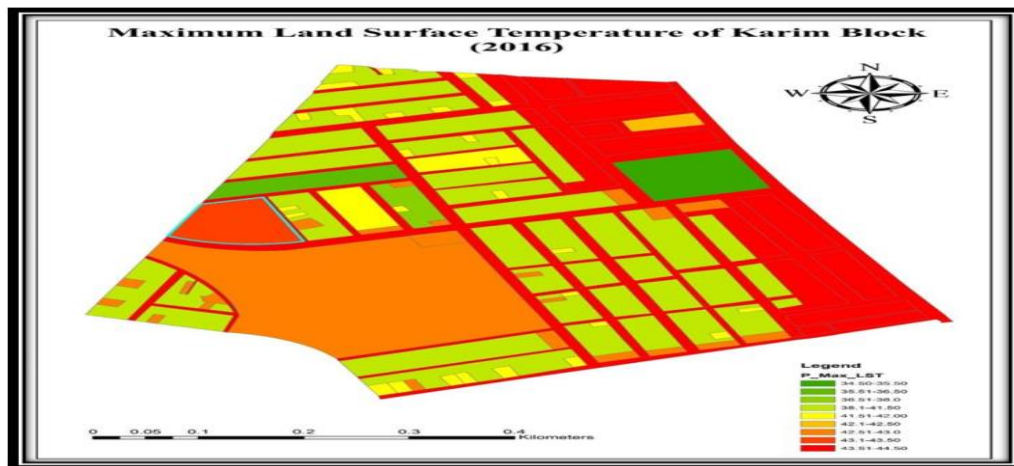 Maximum Land Surface Temperature of Karim Block
(2016)
N
W E
S
Legend
P_Max_LST
34.50-35.50
35.51-36.50
36.51-38.0
38.1-41.50
41.51-42.00
42.1-42.50
42.51-43.0
43.1-43.50
43.51-44.50
0 0.05 0.1 0.2 0.3 0.4
Kilometers